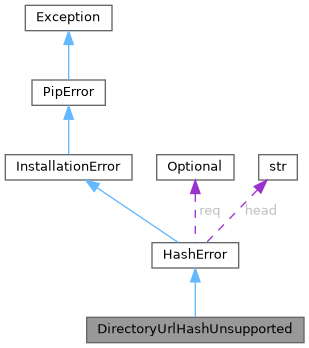 Exception
PipError
InstallationError
Optional
str
req
head
HashError
DirectoryUrlHashUnsupported